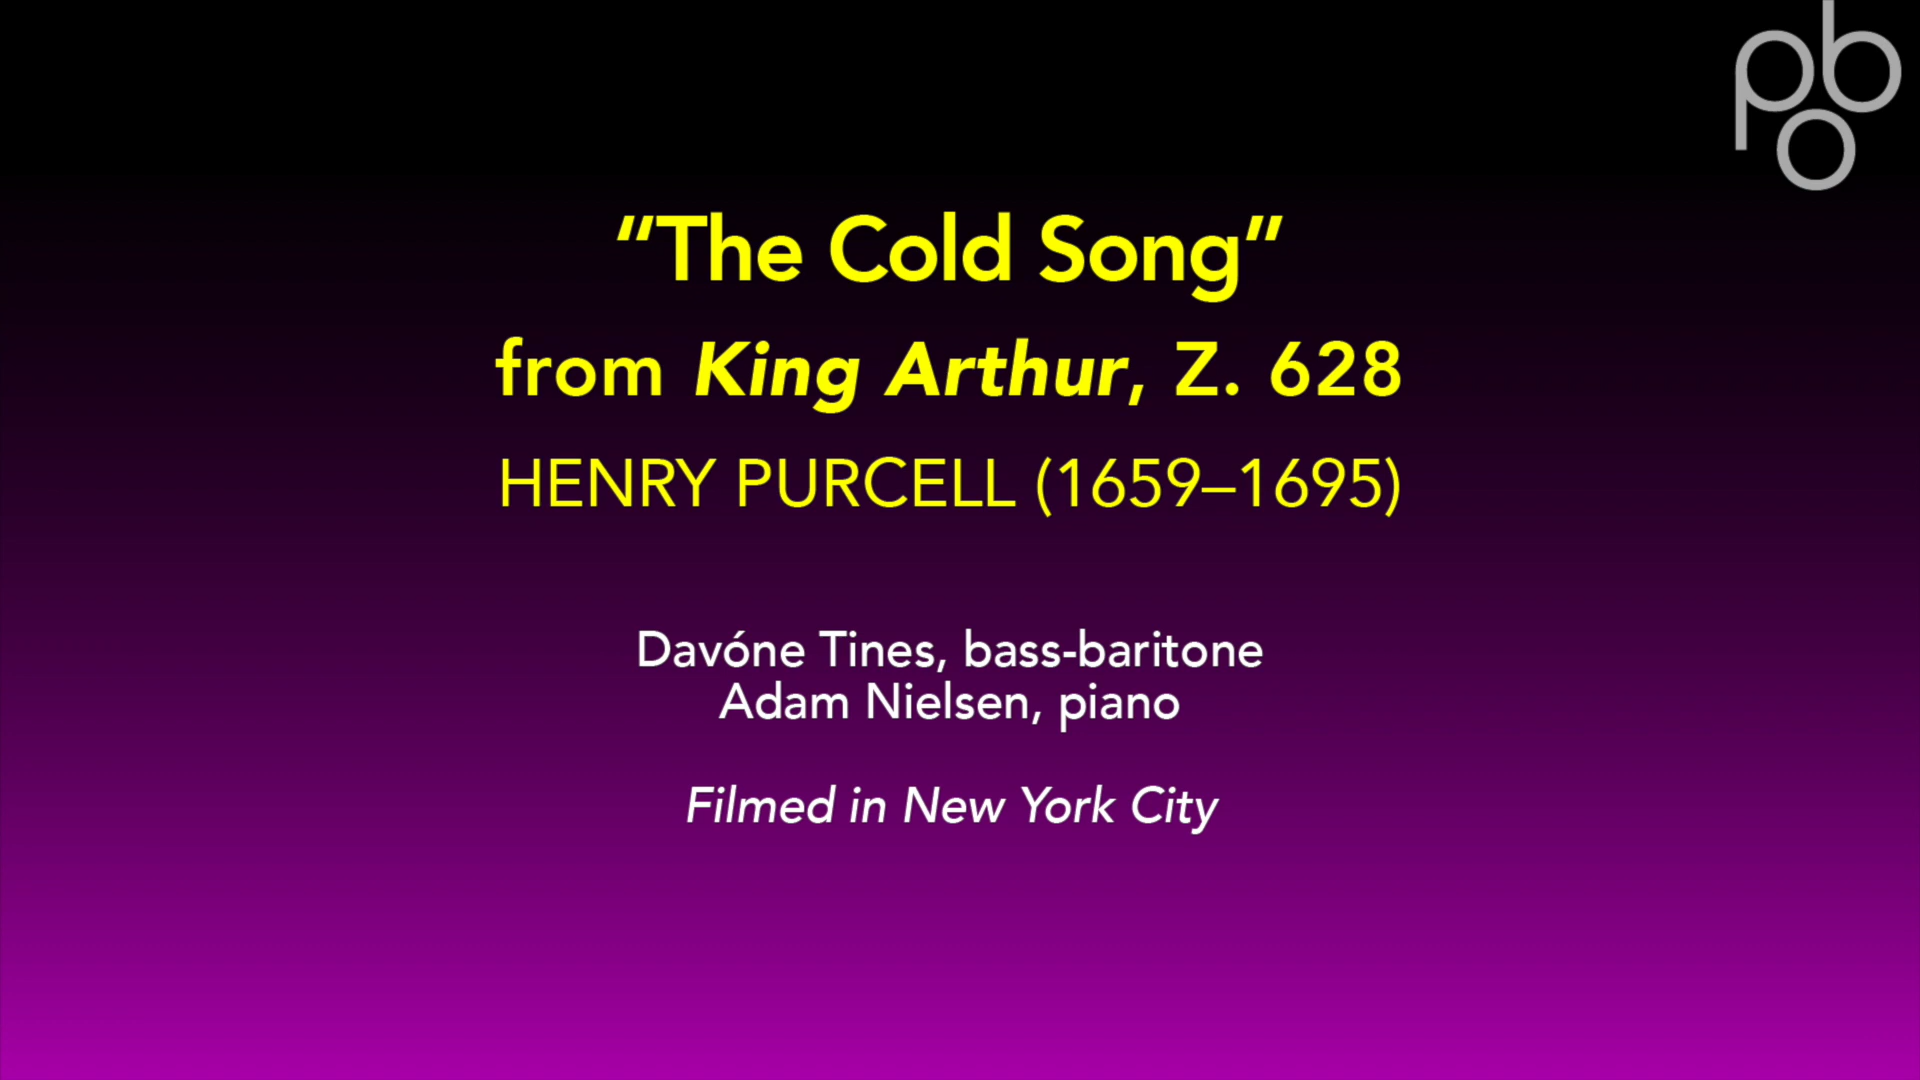 pb
o
“The Cold Song”
from King Arthur, Z. 628
HENRY PURCELL (1659–1695)
Davóne Tines, bass-baritone
Adam Nielsen, piano
Filmed in New York City